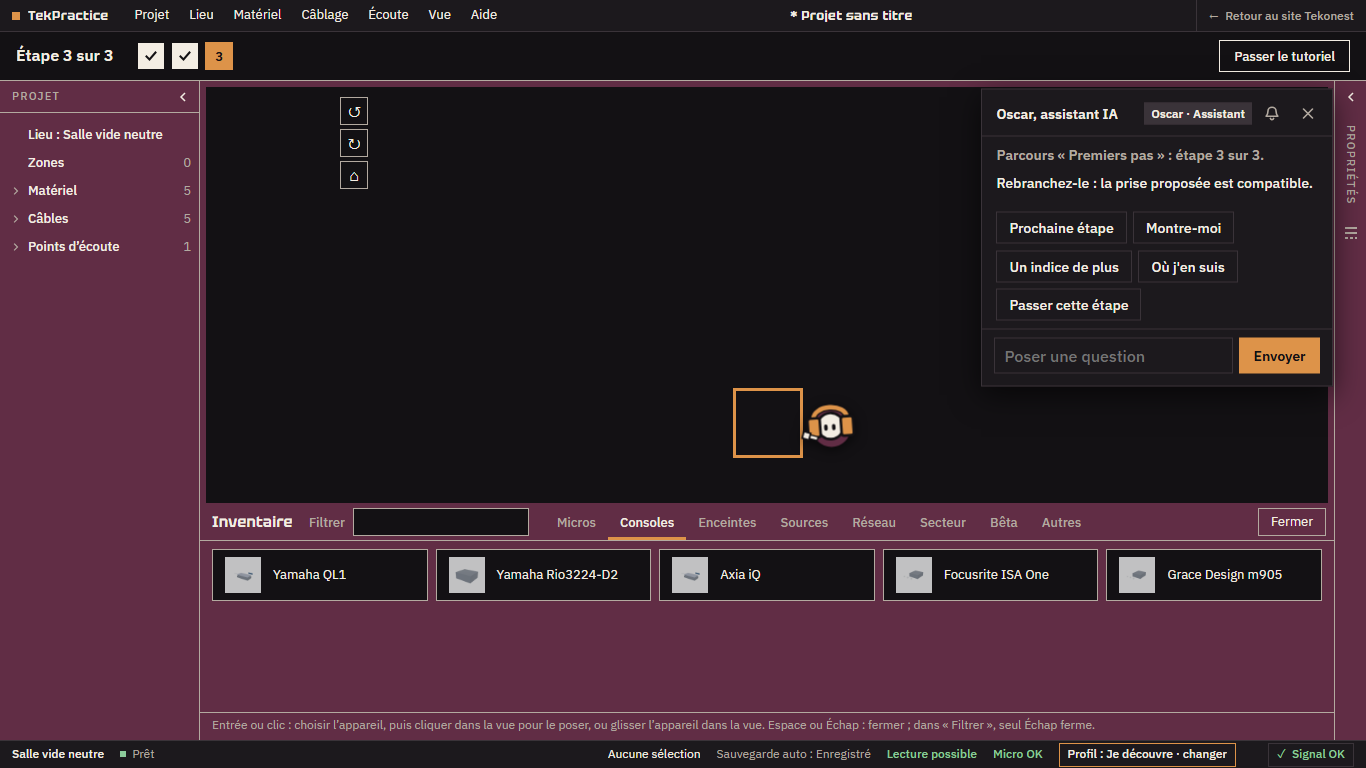 TekPractice Projet Lieu Matériel Câblage Écoute Vue Aide * Projet sans titre ← Retour au site Tekonest
Étape 3 sur 3 3 Passer le tutoriel
PROJET
Lieu : Salle vide neutre
Zones 0
Matériel 5
Câbles 5
Points d'écoute 1
Oscar, assistant IA Oscar · Assistant
Parcours « Premiers pas » : étape 3 sur 3.
Rebranchez-le : la prise proposée est compatible.
Prochaine étape Montre-moi
Un indice de plus Où j'en suis
Passer cette étape
Poser une question Envoyer
PROPRIÉTÉS
Inventaire Filtrer Micros Consoles Enceintes Sources Réseau Secteur Bêta Autres Fermer
Yamaha QL1 Yamaha Rio3224-D2 Axia iQ Focusrite ISA One Grace Design m905
Entrée ou clic : choisir l'appareil, puis cliquer dans la vue pour le poser, ou glisser l'appareil dans la vue. Espace ou Échap : fermer ; dans « Filtrer », seul Échap ferme.
Salle vide neutre Prêt Aucune sélection Sauvegarde auto : Enregistré Lecture possible Micro OK Profil : Je découvre · changer ✓ Signal OK